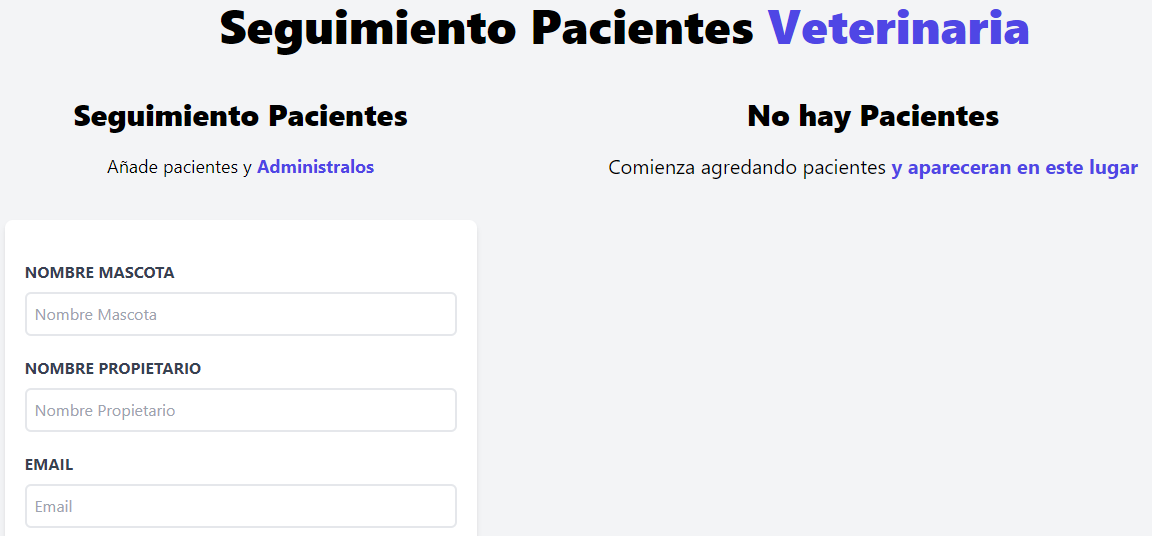 Seguimiento Pacientes Veterinaria
Seguimiento Pacientes
Añade pacientes y Administralos
NOMBRE MASCOTA
Nombre Mascota
NOMBRE PROPIETARIO
Nombre Propietario
EMAIL
Email
No hay Pacientes
Comienza agredando pacientes y apareceran en este lugar